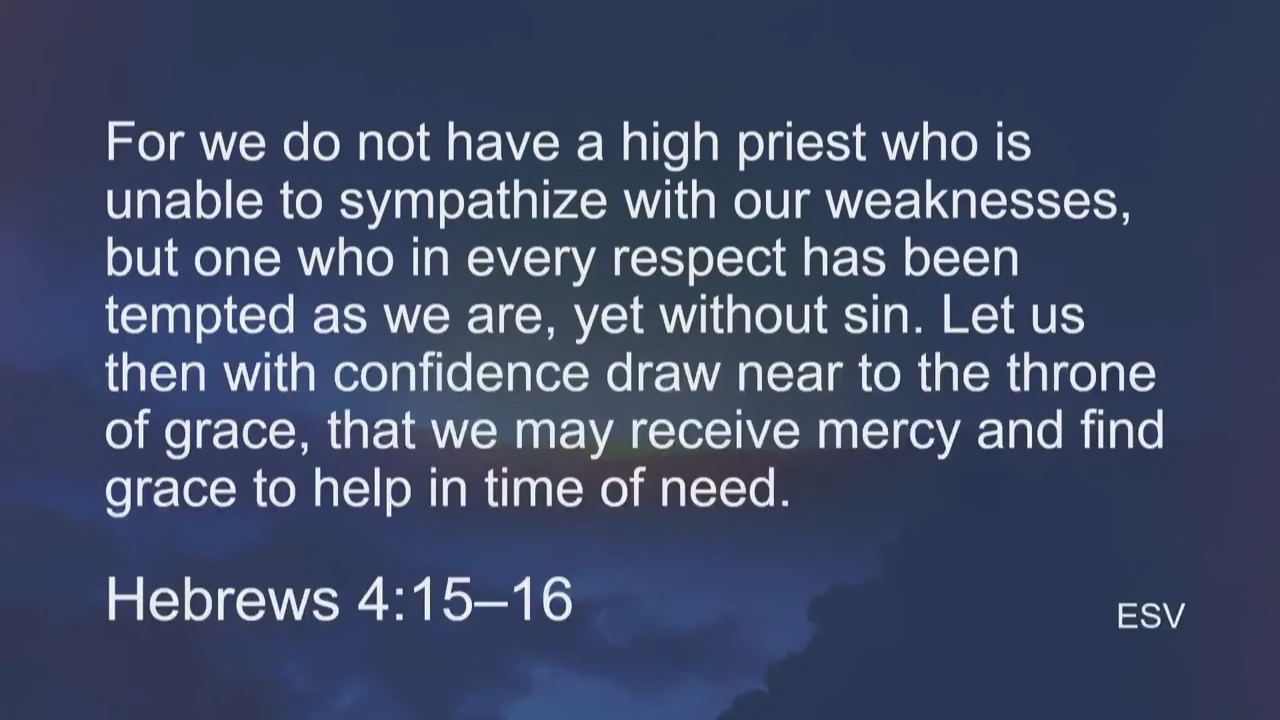 For we do not have a high priest who is
unable to sympathize with our weaknesses,
but one who in every respect has been
tempted as we are, yet without sin. Let us
then with confidence draw near to the throne
of grace, that we may receive mercy and find
grace to help in time of need.
Hebrews 4:15–16
ESV